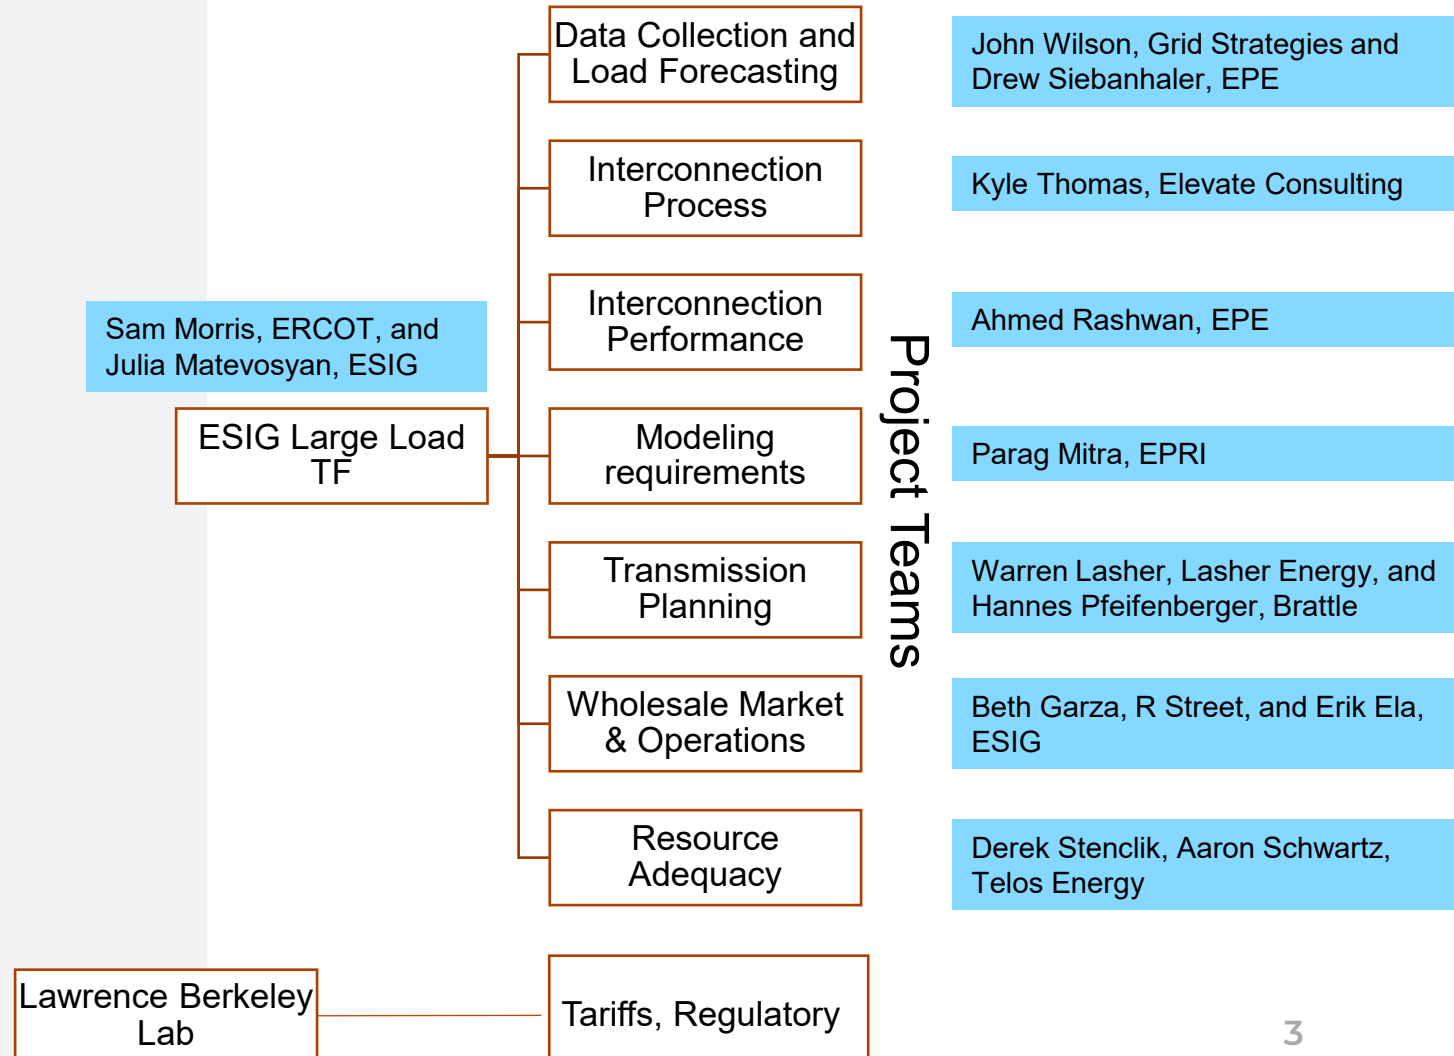 Data Collection and
Load Forecasting
John Wilson, Grid Strategies and
Drew Siebanhaler, EPE
Interconnection
Process
Kyle Thomas, Elevate Consulting
Interconnection
Performance
Ahmed Rashwan, EPE
Sam Morris, ERCOT, and
Julia Matevosyan, ESIG
ESIG Large Load
TF
Modeling
requirements
Parag Mitra, EPRI
Project Teams
Transmission
Planning
Warren Lasher, Lasher Energy, and
Hannes Pfeifenberger, Brattle
Wholesale Market
& Operations
Beth Garza, R Street, and Erik Ela,
ESIG
Resource
Adequacy
Derek Stenclik, Aaron Schwartz,
Telos Energy
Lawrence Berkeley
Lab
Tariffs, Regulatory
3